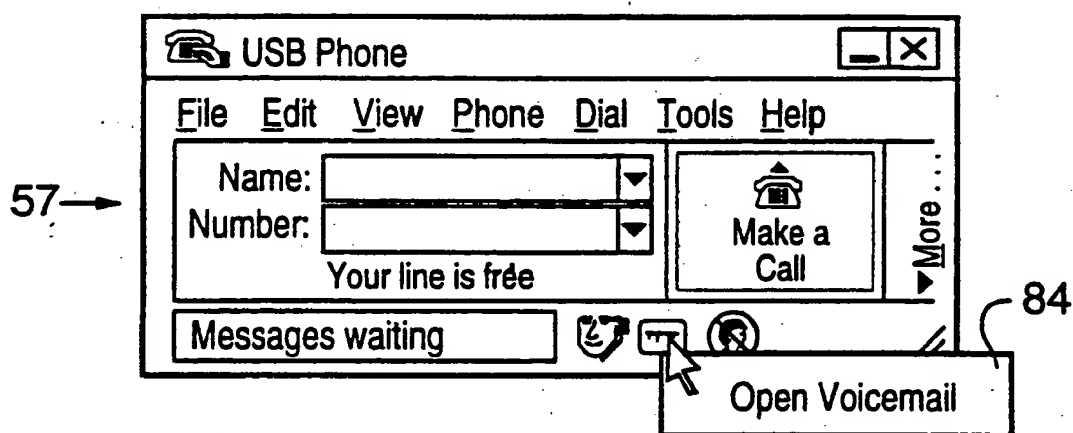 USB Phone
File Edit View Phone Dial Tools Help
Name:
Number:
Your line is free
Make a
Call
More...
57
Messages waiting
84
Open Voicemail